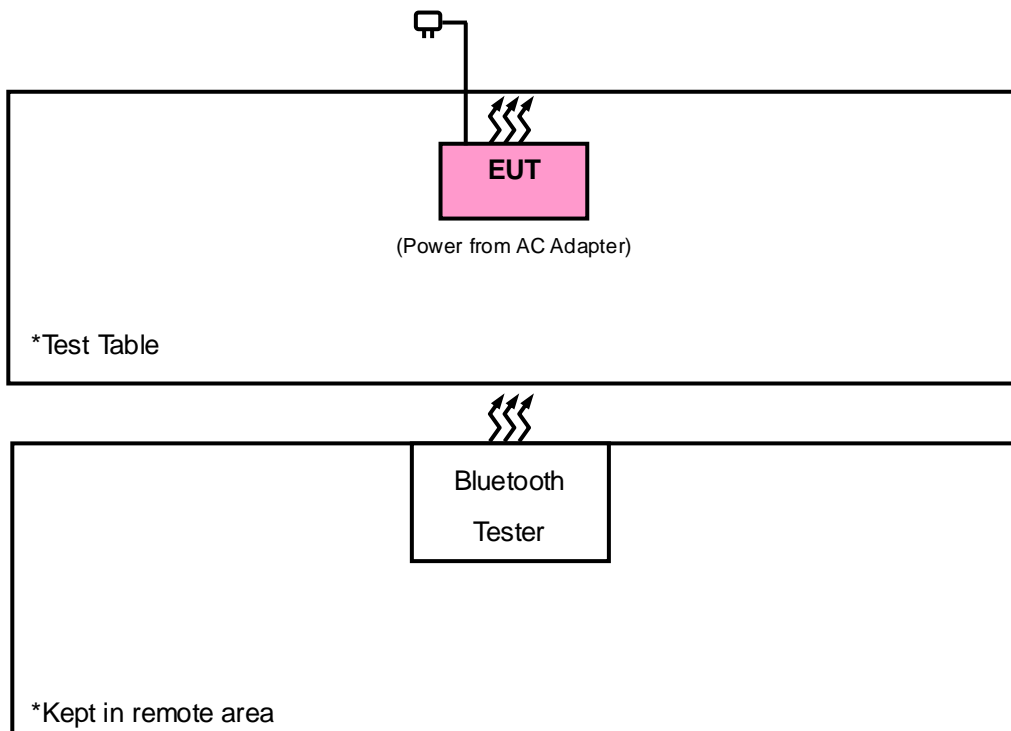 EUT
(Power from AC Adapter)
*Test Table
Bluetooth
Tester
*Kept in remote area